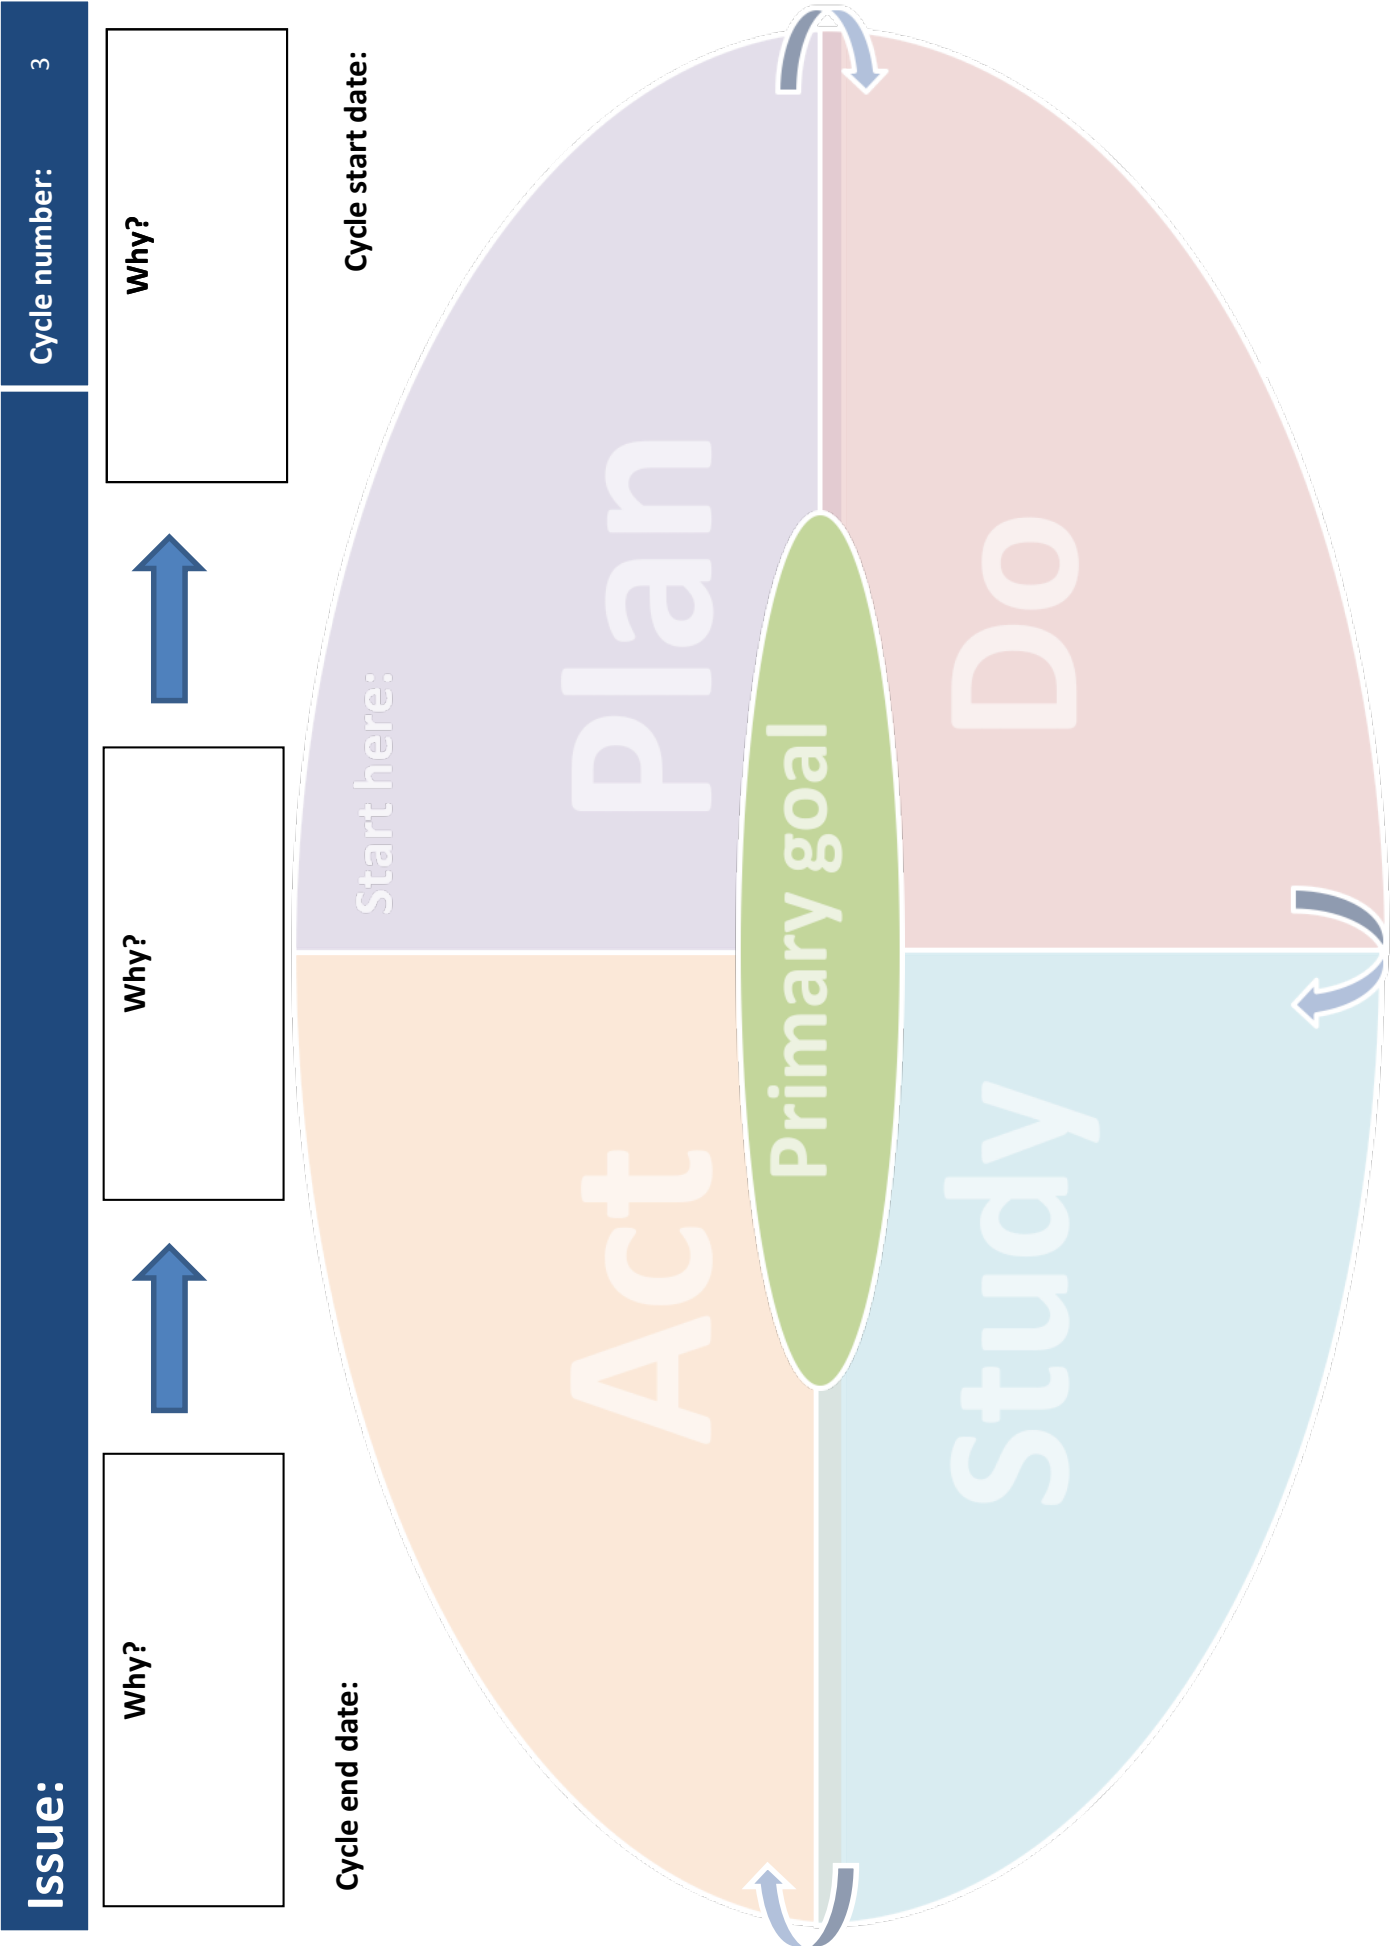 Issue:
Cycle number: 3
Why?
Why?
Why?
Cycle end date:
Cycle start date:
Start here:
Act
Plan
Primary goal
Study
Do